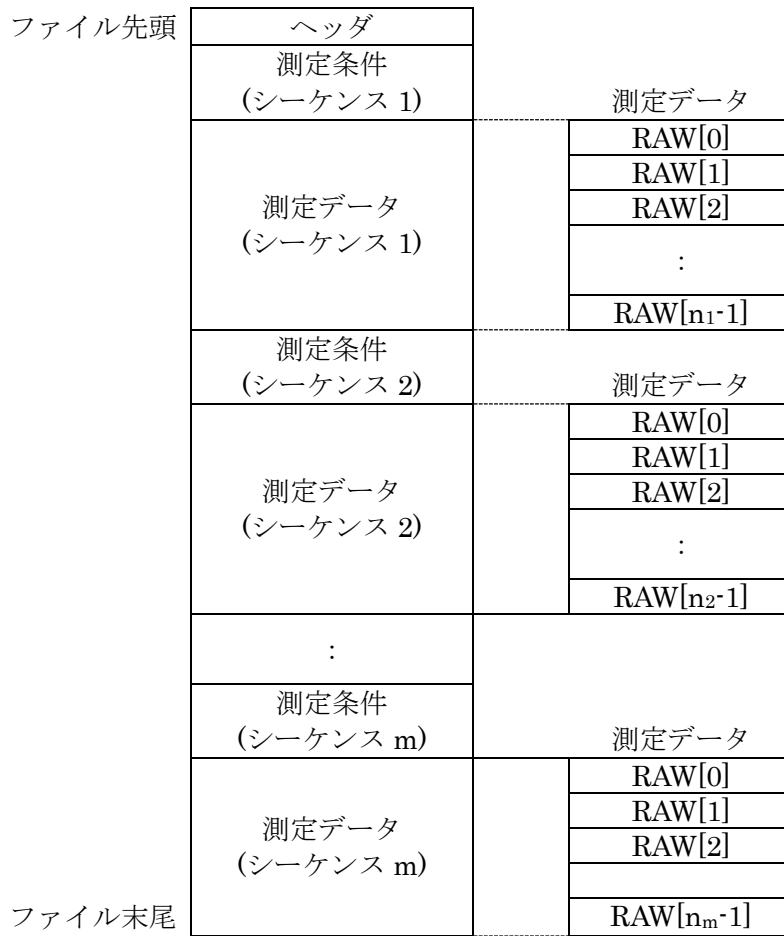 ファイル先頭
ヘッダ
測定条件
(シーケンス 1)
測定データ
RAW[0]
RAW[1]
RAW[2]
:
RAW[n₁-1]
測定データ
(シーケンス 1)
測定条件
(シーケンス 2)
測定データ
RAW[0]
RAW[1]
RAW[2]
:
RAW[n₂-1]
測定データ
(シーケンス 2)
:
測定条件
(シーケンス m)
測定データ
RAW[0]
RAW[1]
RAW[2]
RAW[nₘ-1]
測定データ
(シーケンス m)
ファイル末尾